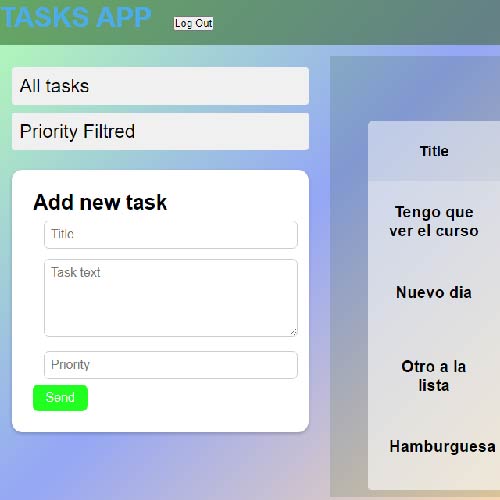 TASKS APP
Log Out
All tasks
Priority Filtred
Add new task
Title
Task text
Priority
Send
Title
Tengo que
ver el curso
Nuevo dia
Otro a la
lista
Hamburguesa